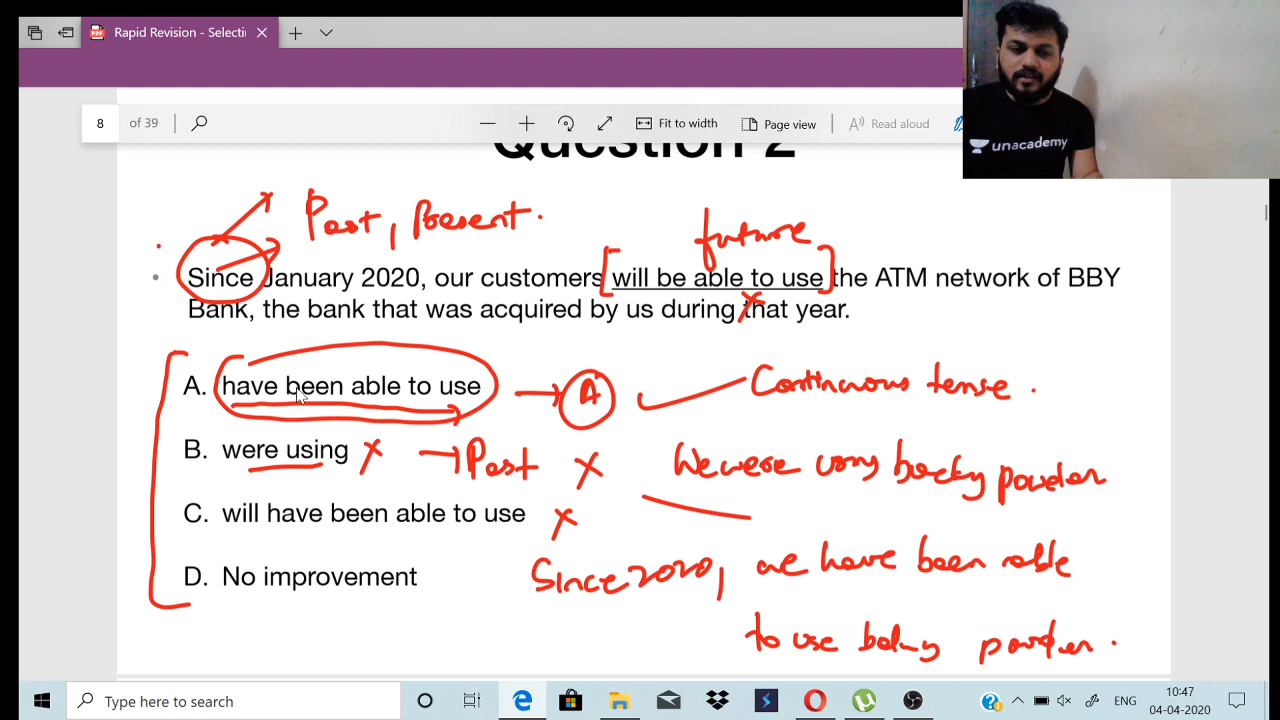 Rapid Revision - Selecti
8 of 39
Fit to width
Page view
Read aloud
unacademy
Question 2
Past, Present.
future
Since January 2020, our customers will be able to use the ATM network of BBY
Bank, the bank that was acquired by us during that year.
A. have been able to use
A
Continuous tense.
B. were using
Past
We were using powder
C. will have been able to use
Since 2020, we have been able
D. No improvement
to use powder.
Type here to search
ENG
10:47
04-04-2020